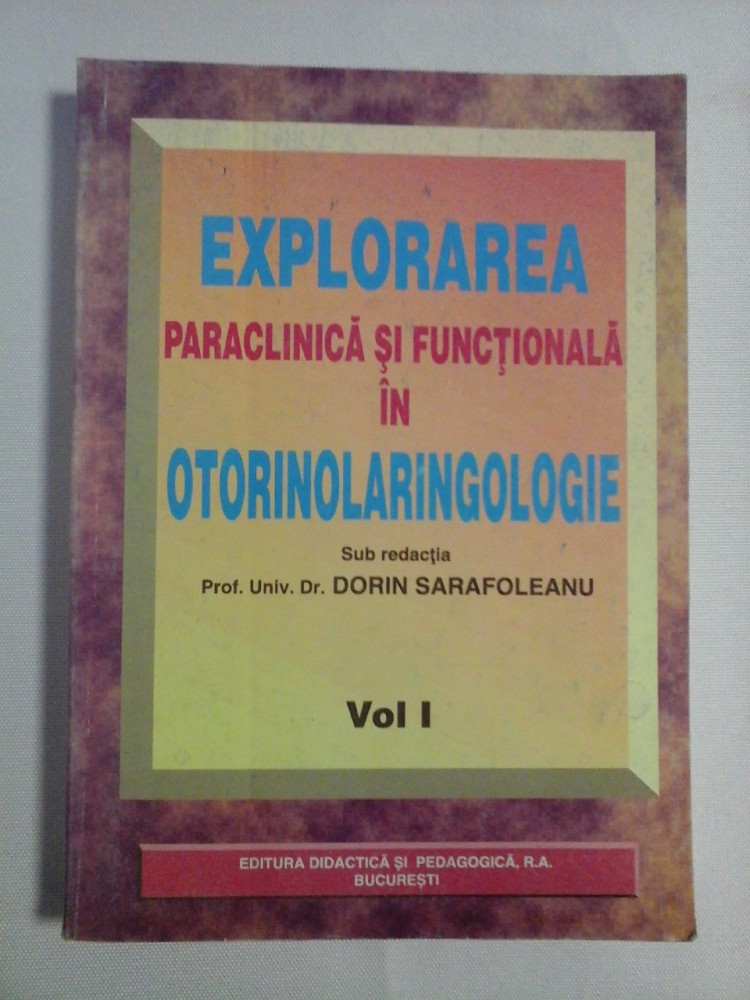 EXPLORAREA
PARACLINICĂ ŞI FUNCŢIONALĂ
ÎN
OTORINOLARiNGOLOGIE
Sub redacţia
Prof. Univ. Dr. DORIN SARAFOLEANU
Vol I
EDITURA DIDACTICĂ ŞI PEDAGOGICĂ, R.A.
BUCUREŞTI